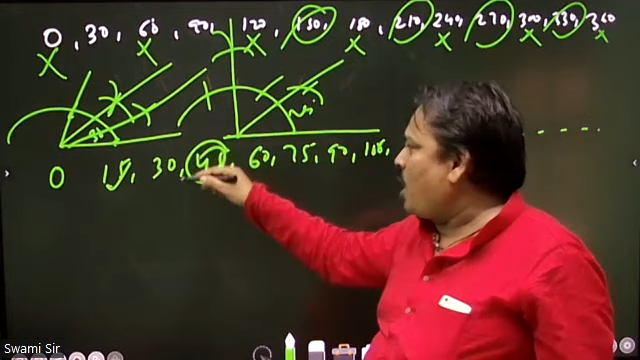 0, 30, 60, 90, 120, 150, 180, 210, 240, 270, 300, 330, 360
X X X X X X X
0 15, 30, 45, 60, 75, 90, 105, - - - -
Swami Sir